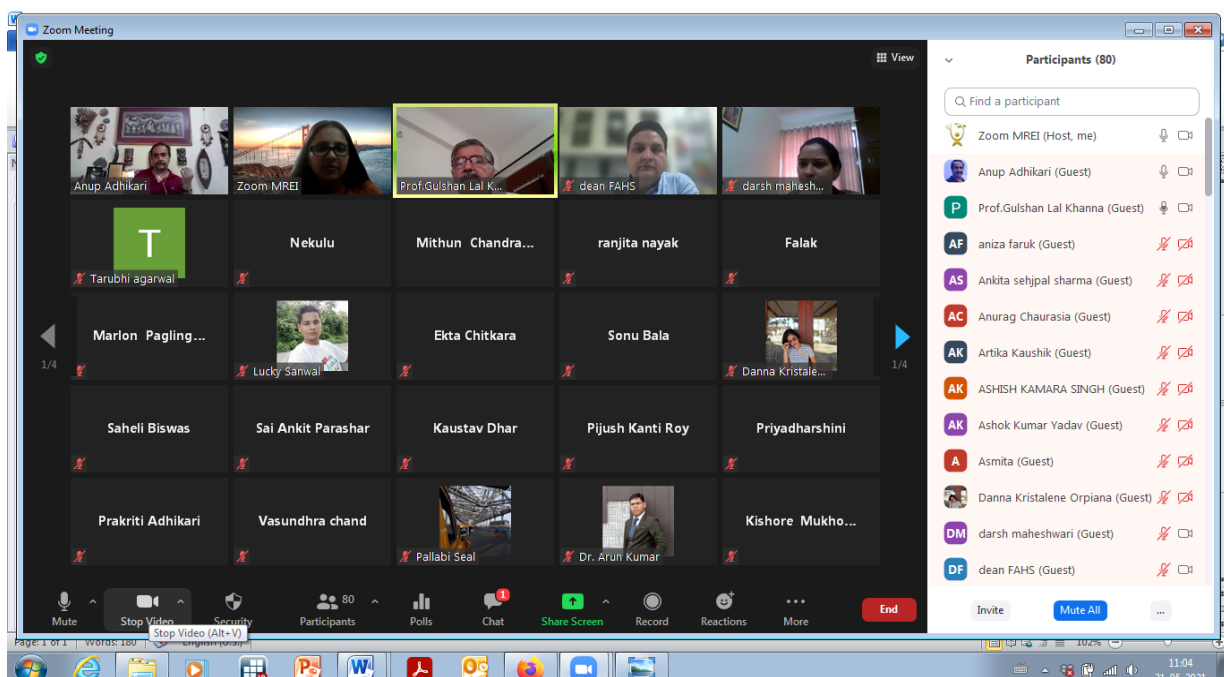 Zoom Meeting
View
Anup Adhikari
Zoom MREI
Prof.Gulshan Lal K...
dean FAHS
darsh mahesh...
T
Tarubhi agarwal
Nekulu
Mithun Chandra...
ranjita nayak
Falak
1/4
Marlon Pagling...
Lucky Sanwal
Ekta Chitkara
Sonu Bala
Danna Kristale...
1/4
Saheli Biswas
Sai Ankit Parashar
Kaustav Dhar
Pijush Kanti Roy
Priyadharshini
Prakriti Adhikari
Vasundhra chand
Pallabi Seal
Dr. Arun Kumar
Kishore Mukho...
Mute
Stop Video
Security
80
Participants
Polls
1
Chat
Share Screen
Record
Reactions
More
End
Stop Video (Alt+V)
Participants (80)
Find a participant
Zoom MREI (Host, me)
Anup Adhikari (Guest)
P Prof.Gulshan Lal Khanna (Guest)
AF aniza faruk (Guest)
AS Ankita sehjpal sharma (Guest)
AC Anurag Chaurasia (Guest)
AK Artika Kaushik (Guest)
AK ASHISH KAMARA SINGH (Guest)
AK Ashok Kumar Yadav (Guest)
A Asmita (Guest)
Danna Kristalene Orpiana (Guest)
DM darsh maheshwari (Guest)
DF dean FAHS (Guest)
Invite
Mute All
...
Page: 1 of 1 Words: 180 English (U.S.)
102%
11:04
21-05-2021